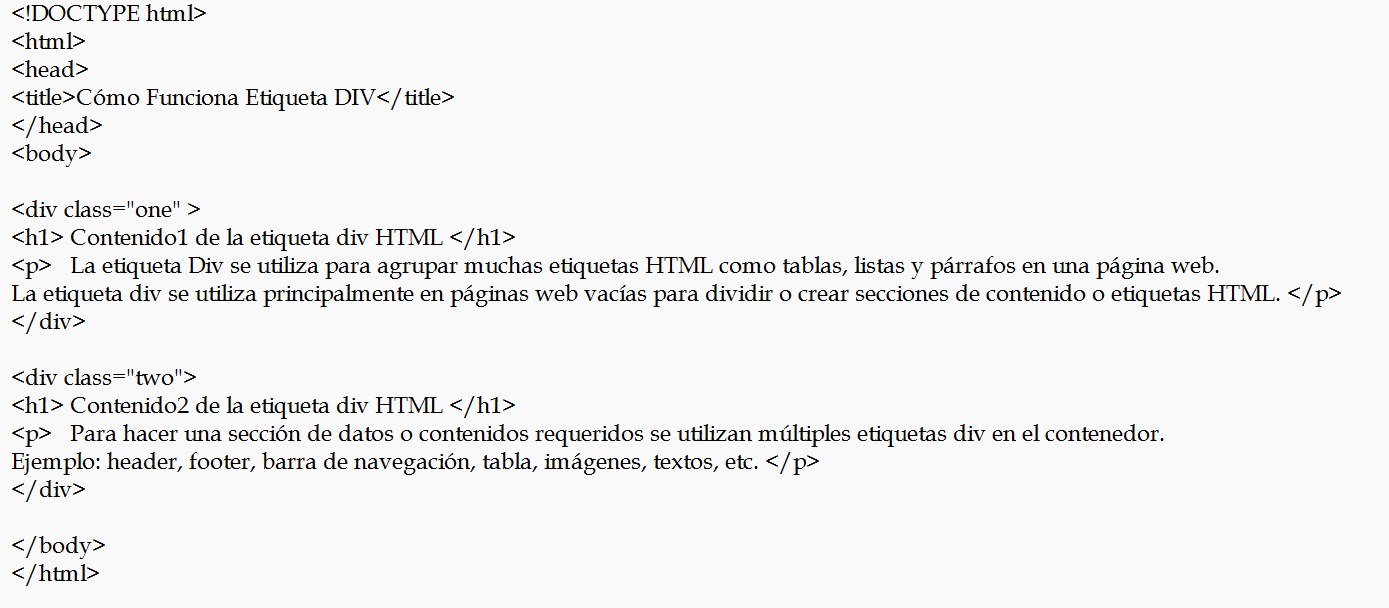 <!DOCTYPE html>
<html>
<head>
<title>Cómo Funciona Etiqueta DIV</title>
</head>
<body>

<div class="one" >
<h1> Contenido1 de la etiqueta div HTML </h1>
<p>   La etiqueta Div se utiliza para agrupar muchas etiquetas HTML como tablas, listas y párrafos en una página web.
La etiqueta div se utiliza principalmente en páginas web vacías para dividir o crear secciones de contenido o etiquetas HTML. </p>
</div>

<div class="two">
<h1> Contenido2 de la etiqueta div HTML </h1>
<p>   Para hacer una sección de datos o contenidos requeridos se utilizan múltiples etiquetas div en el contenedor.
Ejemplo: header, footer, barra de navegación, tabla, imágenes, textos, etc. </p>
</div>

</body>
</html>